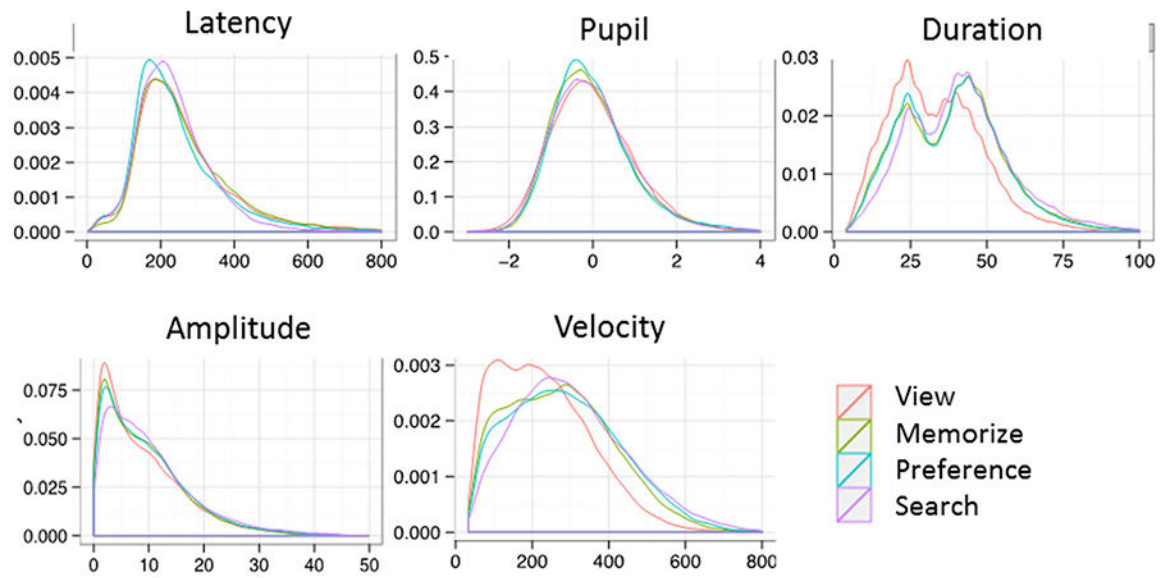 Latency
Pupil
Duration
0.005
0.004
0.003
0.002
0.001
0.000
0 200 400 600 800
0.5
0.4
0.3
0.2
0.1
0.0
−2 0 2 4
0.03
0.02
0.01
0.00
0 25 50 75 100
Amplitude
Velocity
0.075
0.050
0.025
0.000
0 10 20 30 50
0.003
0.002
0.001
0.000
0 200 400 600 800
View
Memorize
Preference
Search